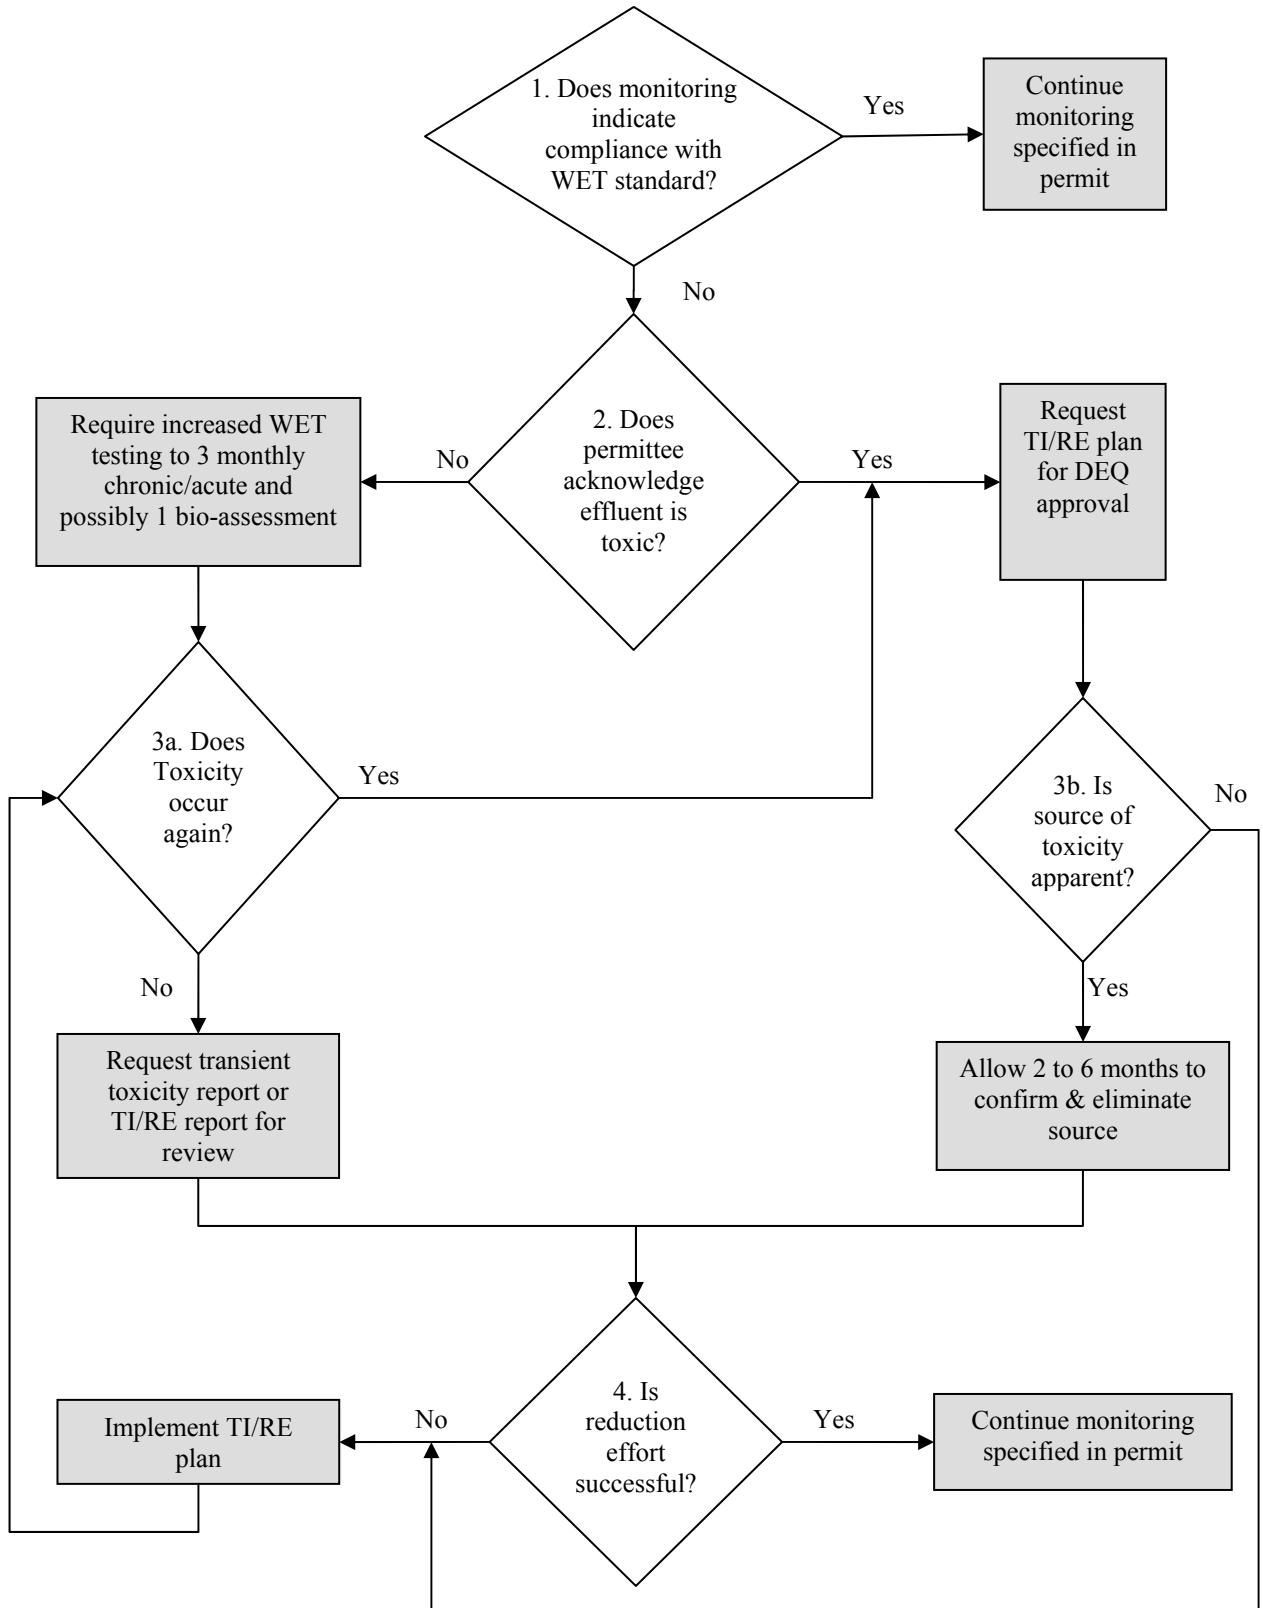 1. Does monitoring
indicate
compliance with
WET standard?
Yes
Continue
monitoring
specified in
permit
No
2. Does
permittee
acknowledge
effluent is
toxic?
No
Require increased WET
testing to 3 monthly
chronic/acute and
possibly 1 bio-assessment
Yes
Request
TI/RE plan
for DEQ
approval
3a. Does
Toxicity
occur
again?
Yes
3b. Is
source of
toxicity
apparent?
No
No
Yes
Request transient
toxicity report or
TI/RE report for
review
Allow 2 to 6 months to
confirm & eliminate
source
4. Is
reduction
effort
successful?
No
Implement TI/RE
plan
Yes
Continue monitoring
specified in permit